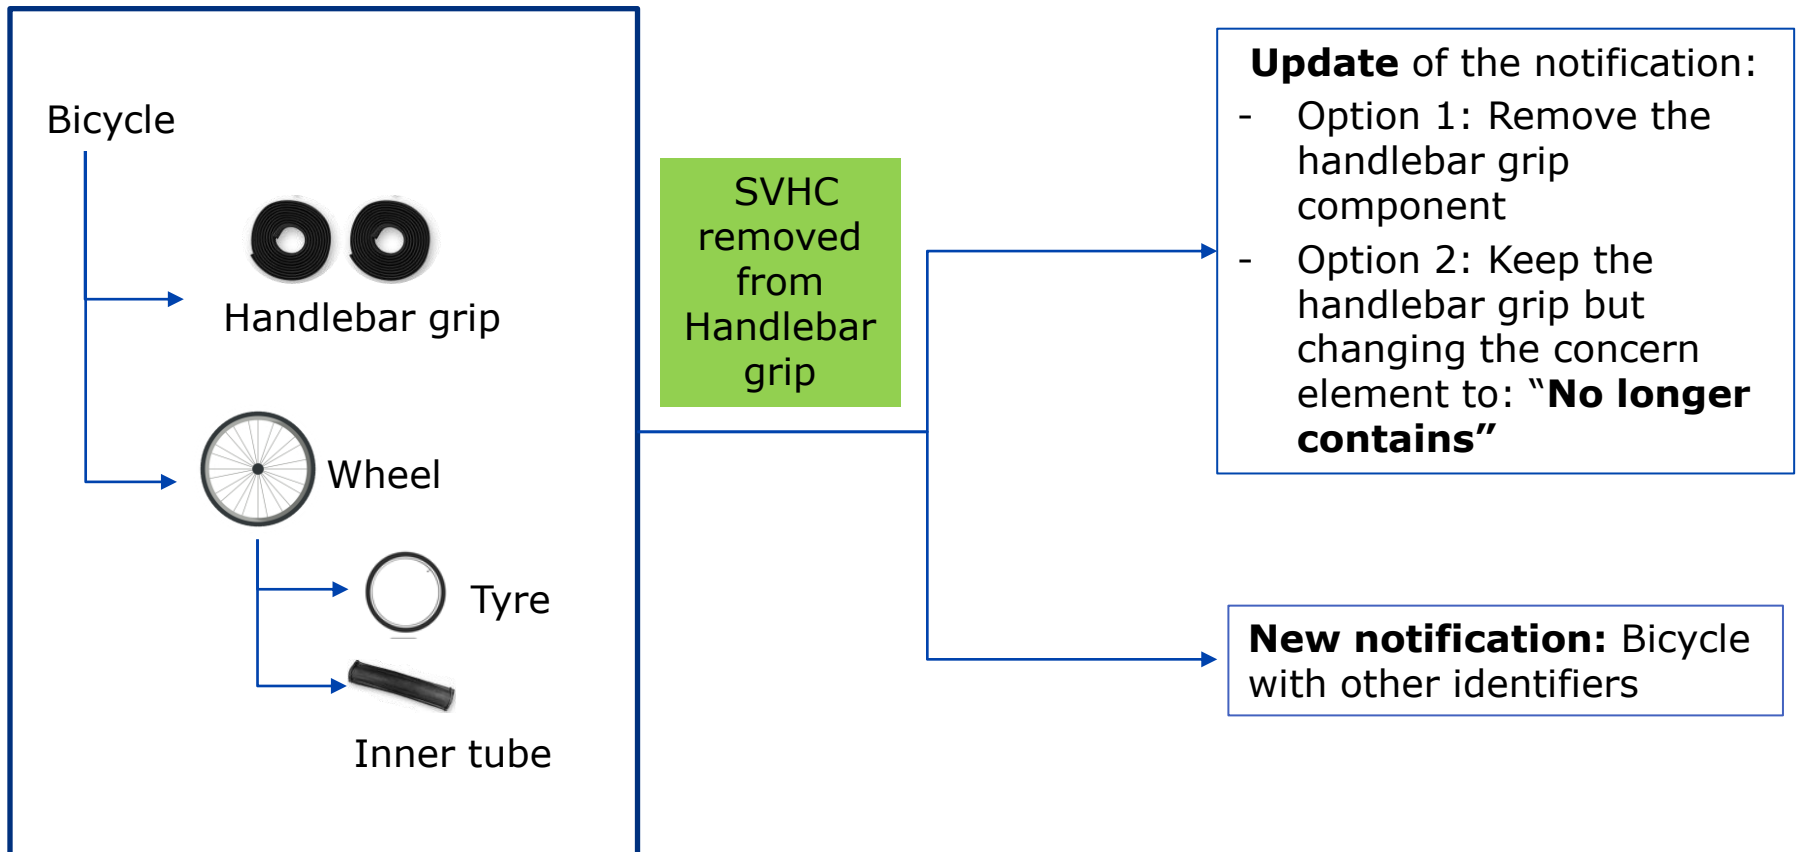 Bicycle
Handlebar grip
Wheel
Tyre
Inner tube
SVHC
removed
from
Handlebar
grip
Update of the notification:
- Option 1: Remove the
handlebar grip
component
- Option 2: Keep the
handlebar grip but
changing the concern
element to: “No longer
contains”
New notification: Bicycle
with other identifiers